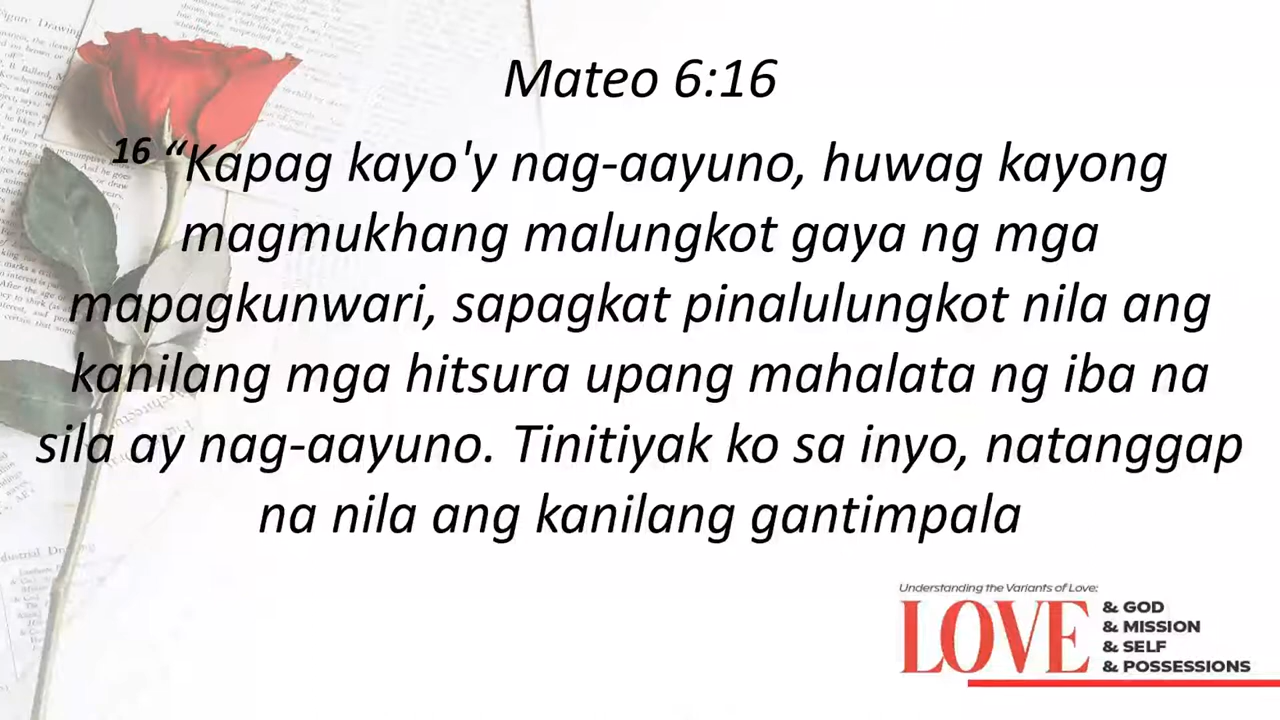 Mateo 6:16
16 “Kapag kayo'y nag-aayuno, huwag kayong
magmukhang malungkot gaya ng mga
mapagkunwari, sapagkat pinalulungkot nila ang
kanilang mga hitsura upang mahalata ng iba na
sila ay nag-aayuno. Tinitiyak ko sa inyo, natanggap
na nila ang kanilang gantimpala
Understanding the Variants of Love:
LOVE
& GOD
& MISSION
& SELF
& POSSESSIONS